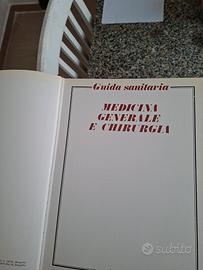 Guida sanitaria
MEDICINA
GENERALE
E CHIRURGIA
subito